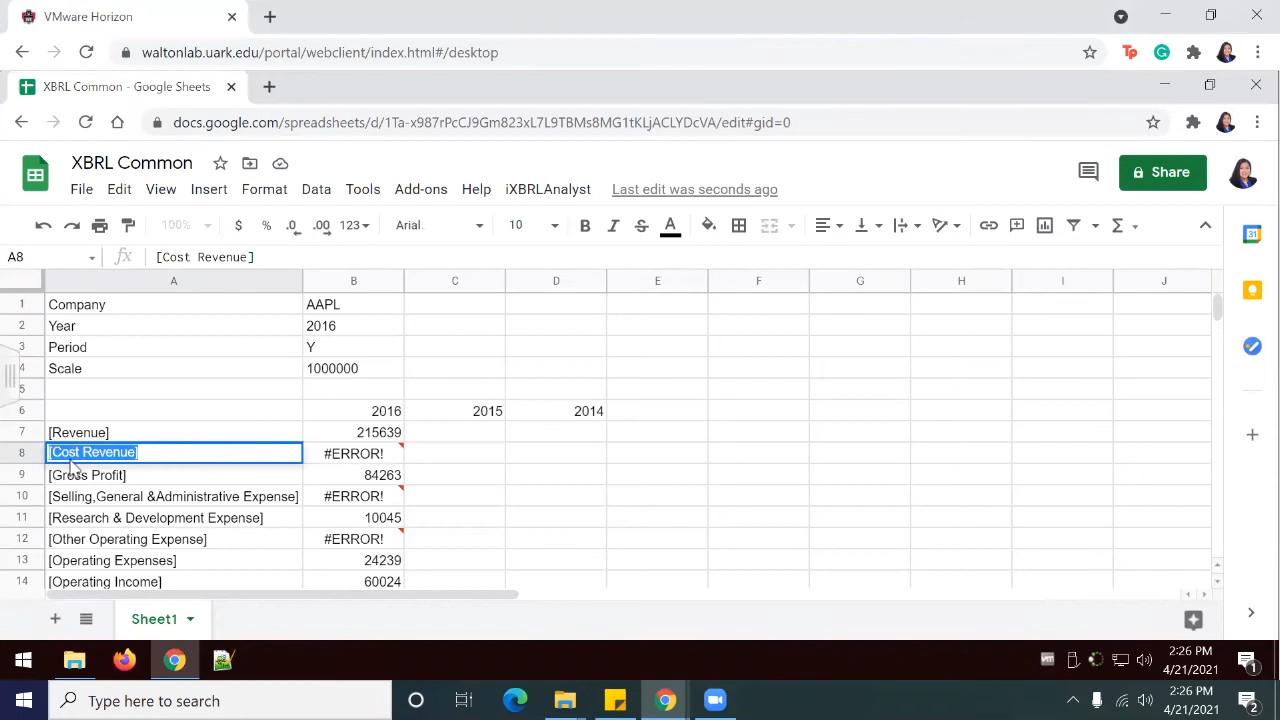 VMware Horizon
waltonlab.uark.edu/portal/webclient/index.html#/desktop
XBRL Common - Google Sheets
docs.google.com/spreadsheets/d/1Ta-x987rPcCJ9Gm823xL7L9TBMs8MG1tKLjACLYDcVA/edit#gid=0
XBRL Common
File Edit View Insert Format Data Tools Add-ons Help iXBRLAnalyst Last edit was seconds ago
Share
100% $ % .0 .00 123 Arial 10 B I S A
A8 fx [Cost Revenue]
A B C D E F G H I J
1 Company AAPL
2 Year 2016
3 Period Y
4 Scale 1000000
5
6 2016 2015 2014
7 [Revenue] 215639
8 [Cost Revenue] #ERROR!
9 [Gross Profit] 84263
10 [Selling,General &Administrative Expense] #ERROR!
11 [Research & Development Expense] 10045
12 [Other Operating Expense] #ERROR!
13 [Operating Expenses] 24239
14 [Operating Income] 60024
Sheet1
2:26 PM
4/21/2021
1
Type here to search
2:26 PM
4/21/2021
2